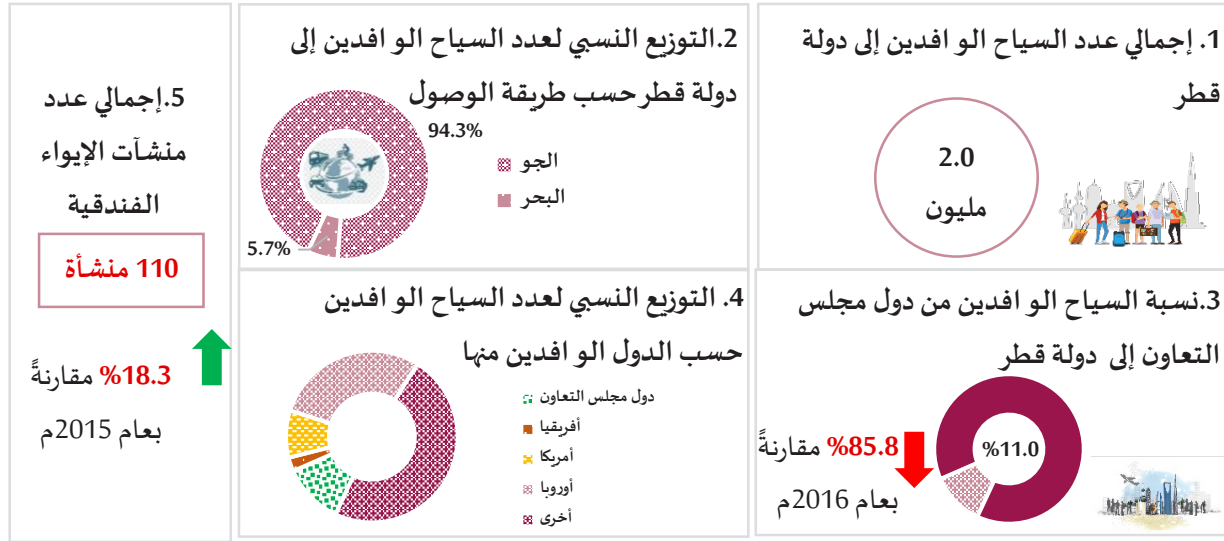 1. إجمالي عدد السياح الو افدين إلى دولة
قطر
2.0
مليون
2.التوزيع النسبي لعدد السياح الو افدين إلى
دولة قطر حسب طريقة الوصول
94.3%
الجو
البحر
5.7%
3.نسبة السياح الو افدين من دول مجلس
التعاون إلى دولة قطر
%11.0
%85.8 مقارنةً
بعام 2016م
4. التوزيع النسبي لعدد السياح الو افدين
حسب الدول الو افدين منها
دول مجلس التعاون
أفريقيا
أمريكا
أوروبا
أخرى
5.إجمالي عدد
منشآت الإيواء
الفندقية
110 منشأة
%18.3 مقارنةً
بعام 2015م